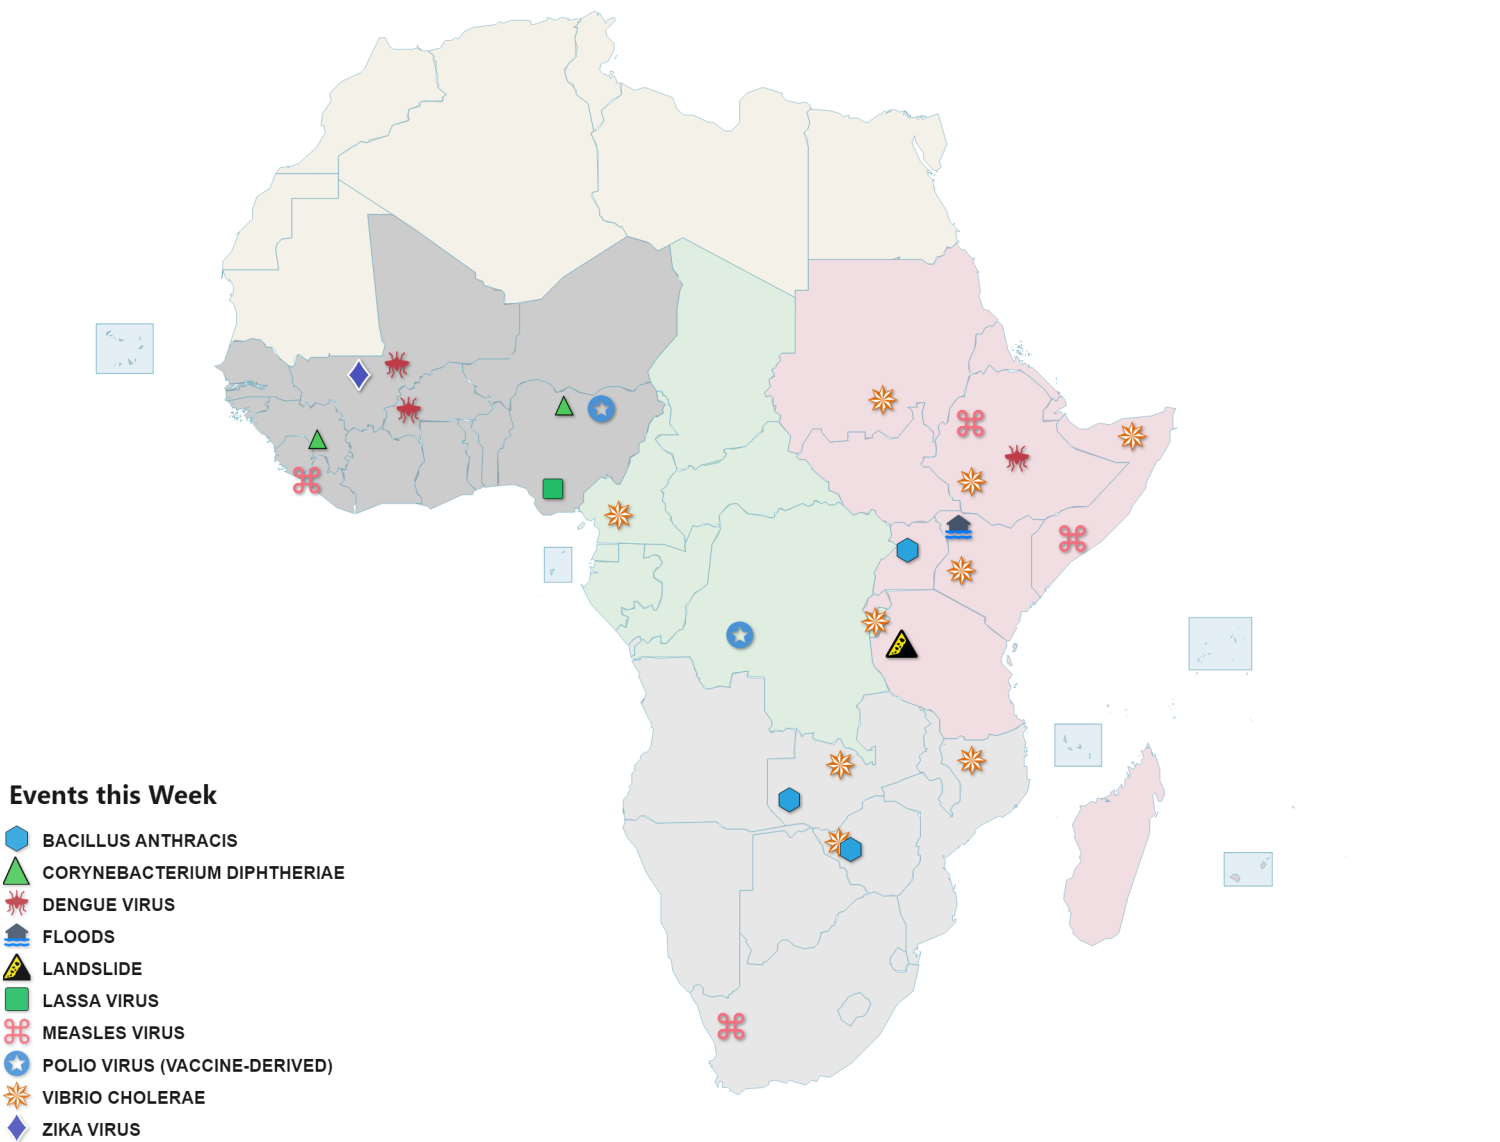 Events this Week
BACILLUS ANTHRACIS
CORYNEBACTERIUM DIPHTHERIAE
DENGUE VIRUS
FLOODS
LANDSLIDE
LASSA VIRUS
MEASLES VIRUS
POLIO VIRUS (VACCINE-DERIVED)
VIBRIO CHOLERAE
ZIKA VIRUS